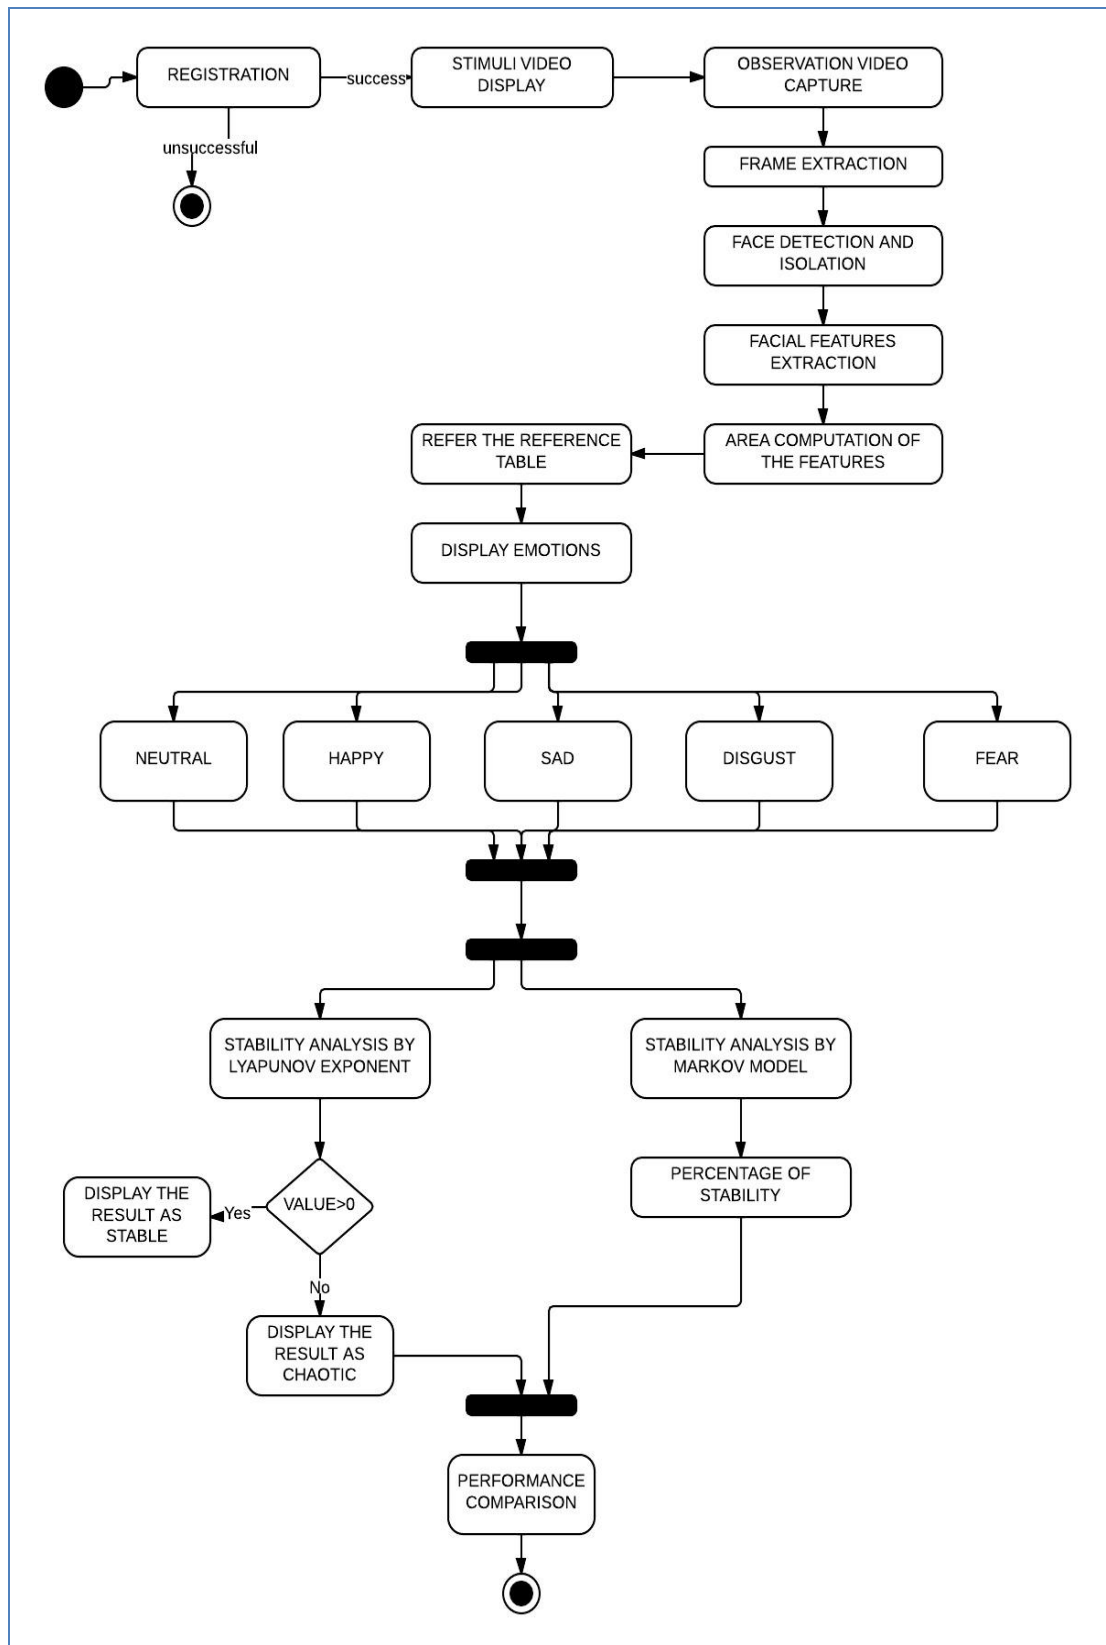 REGISTRATION
success
STIMULI VIDEO
DISPLAY
OBSERVATION VIDEO
CAPTURE
unsuccessful
FRAME EXTRACTION
FACE DETECTION AND
ISOLATION
FACIAL FEATURES
EXTRACTION
AREA COMPUTATION OF
THE FEATURES
REFER THE REFERENCE
TABLE
DISPLAY EMOTIONS
NEUTRAL
HAPPY
SAD
DISGUST
FEAR
STABILITY ANALYSIS BY
LYAPUNOV EXPONENT
STABILITY ANALYSIS BY
MARKOV MODEL
VALUE>0
Yes
DISPLAY THE
RESULT AS
STABLE
PERCENTAGE OF
STABILITY
No
DISPLAY THE
RESULT AS
CHAOTIC
PERFORMANCE
COMPARISON